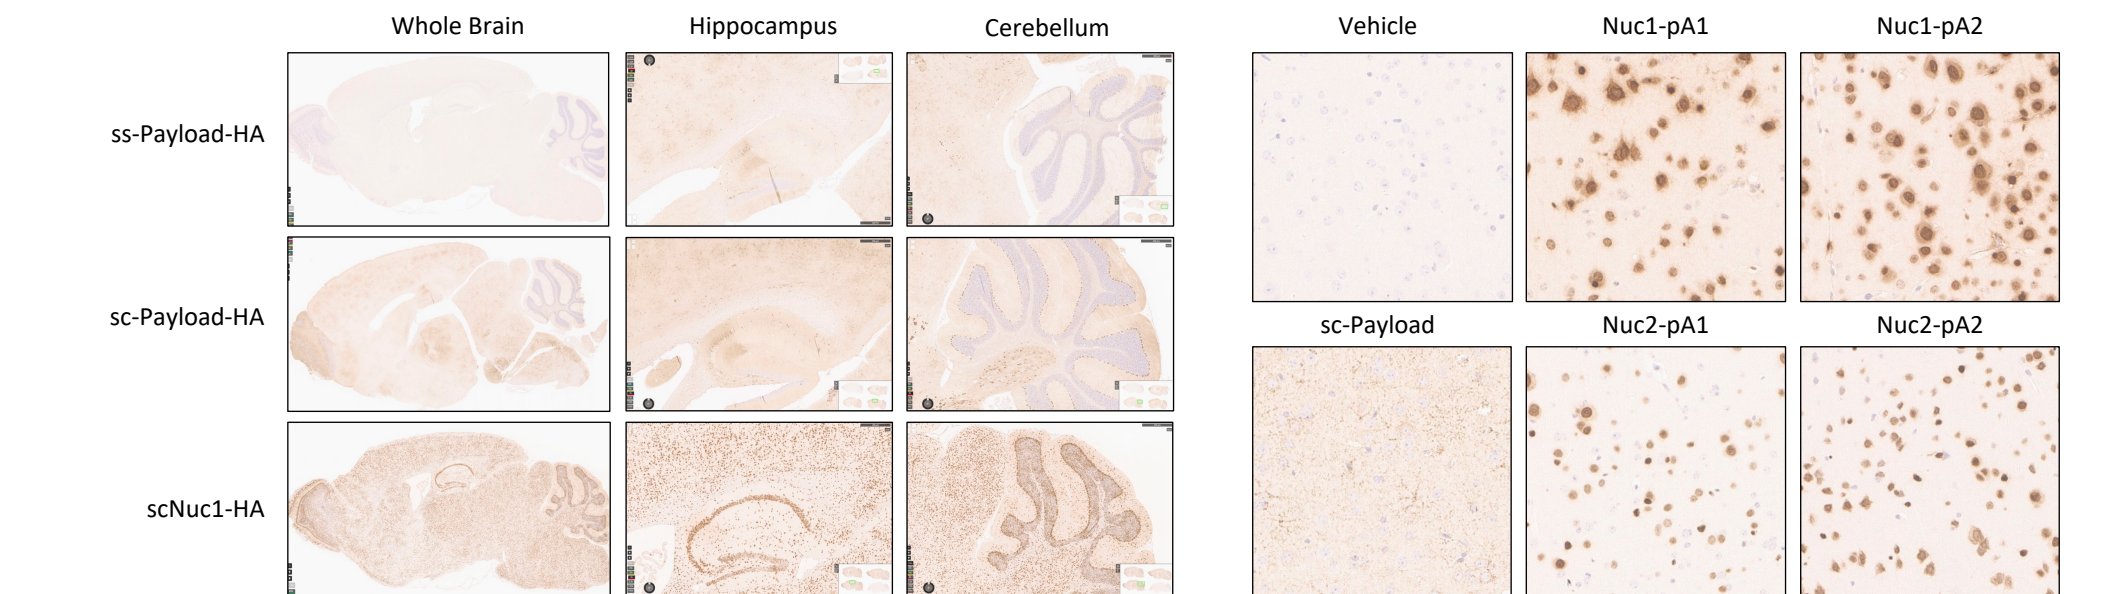 Whole Brain
Hippocampus
Cerebellum
Vehicle
Nuc1-pA1
Nuc1-pA2
ss-Payload-HA
sc-Payload-HA
sc-Payload
Nuc2-pA1
Nuc2-pA2
scNuc1-HA